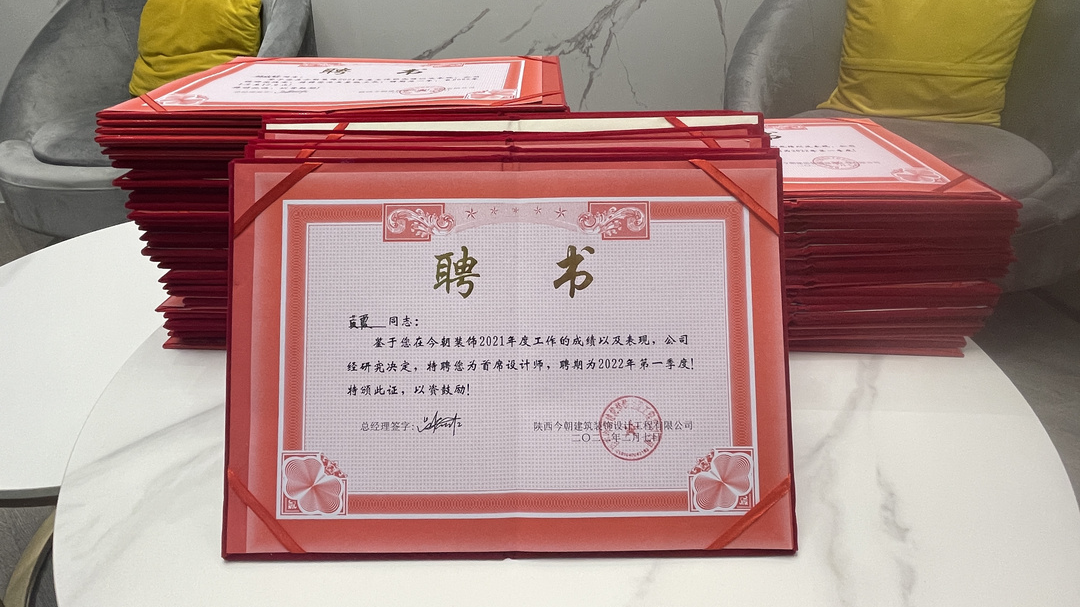 聘 书
聘 书
同志：
鉴于您在今朝装饰2021年度工作的成绩以及表现，公司
经研究决定，特聘您为首席设计师，聘期为2022年第一季度！
特颁此证，以资鼓励！
总经理签字：
陕西今朝建筑装饰设计工程有限公司
二〇二二年二月七日